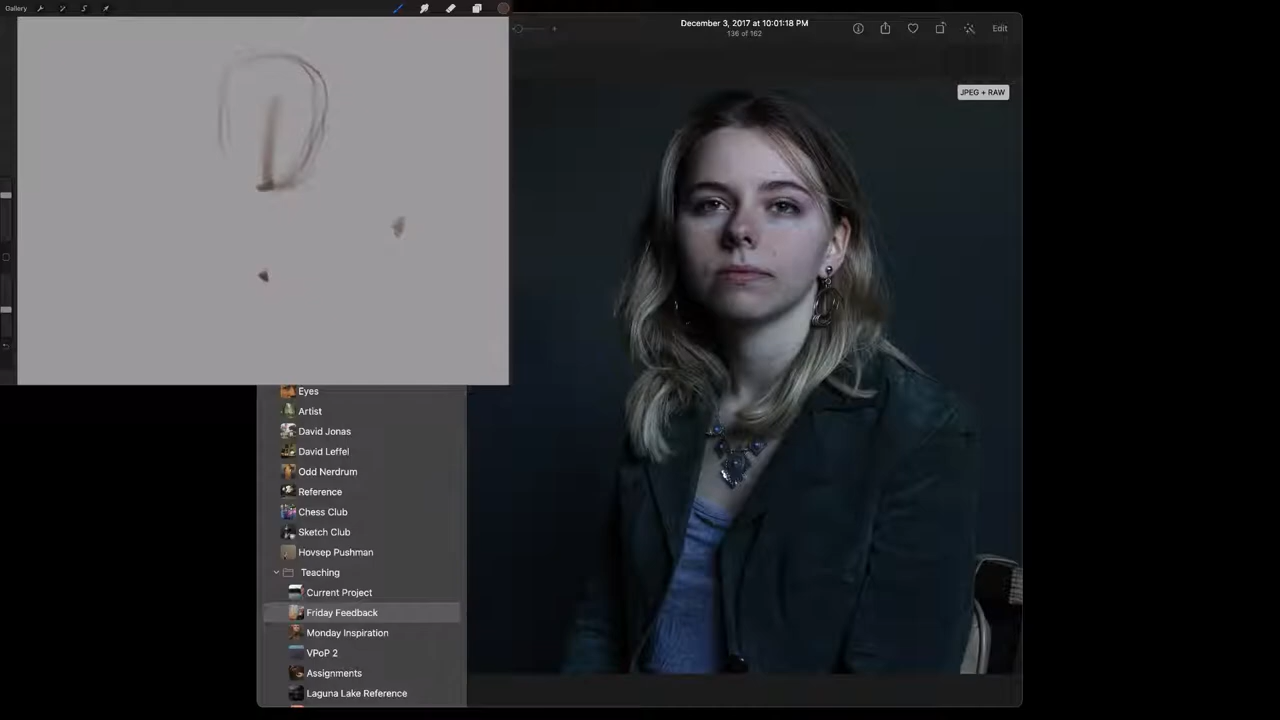 Gallery
December 3, 2017 at 10:01:18 PM
136 of 162
Edit
JPEG + RAW
Eyes
Artist
David Jonas
David Leffel
Odd Nerdrum
Reference
Chess Club
Sketch Club
Hovsep Pushman
Teaching
Current Project
Friday Feedback
Monday Inspiration
VPoP 2
Assignments
Laguna Lake Reference